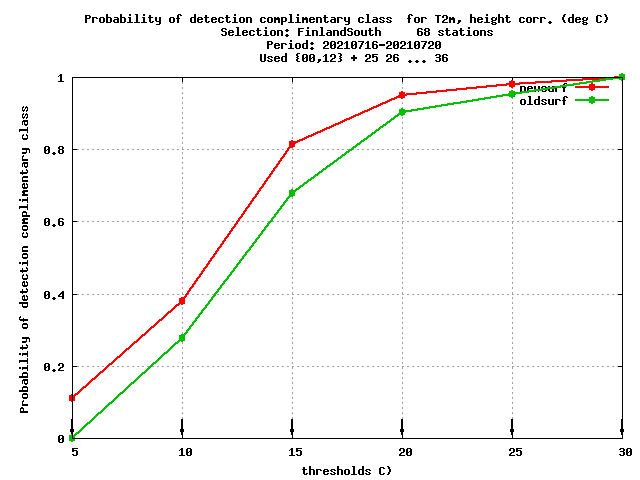 Probability of detection complimentary class  for T2m, height corr. (deg C)
Selection: FinlandSouth     68 stations
Period: 20210716-20210720
Used {00,12} + 25 26 ... 36
Probability of detection complimentary class
1
0.8
0.6
0.4
0.2
0
5
10
15
20
25
30
thresholds C)
newsurf
oldsurf